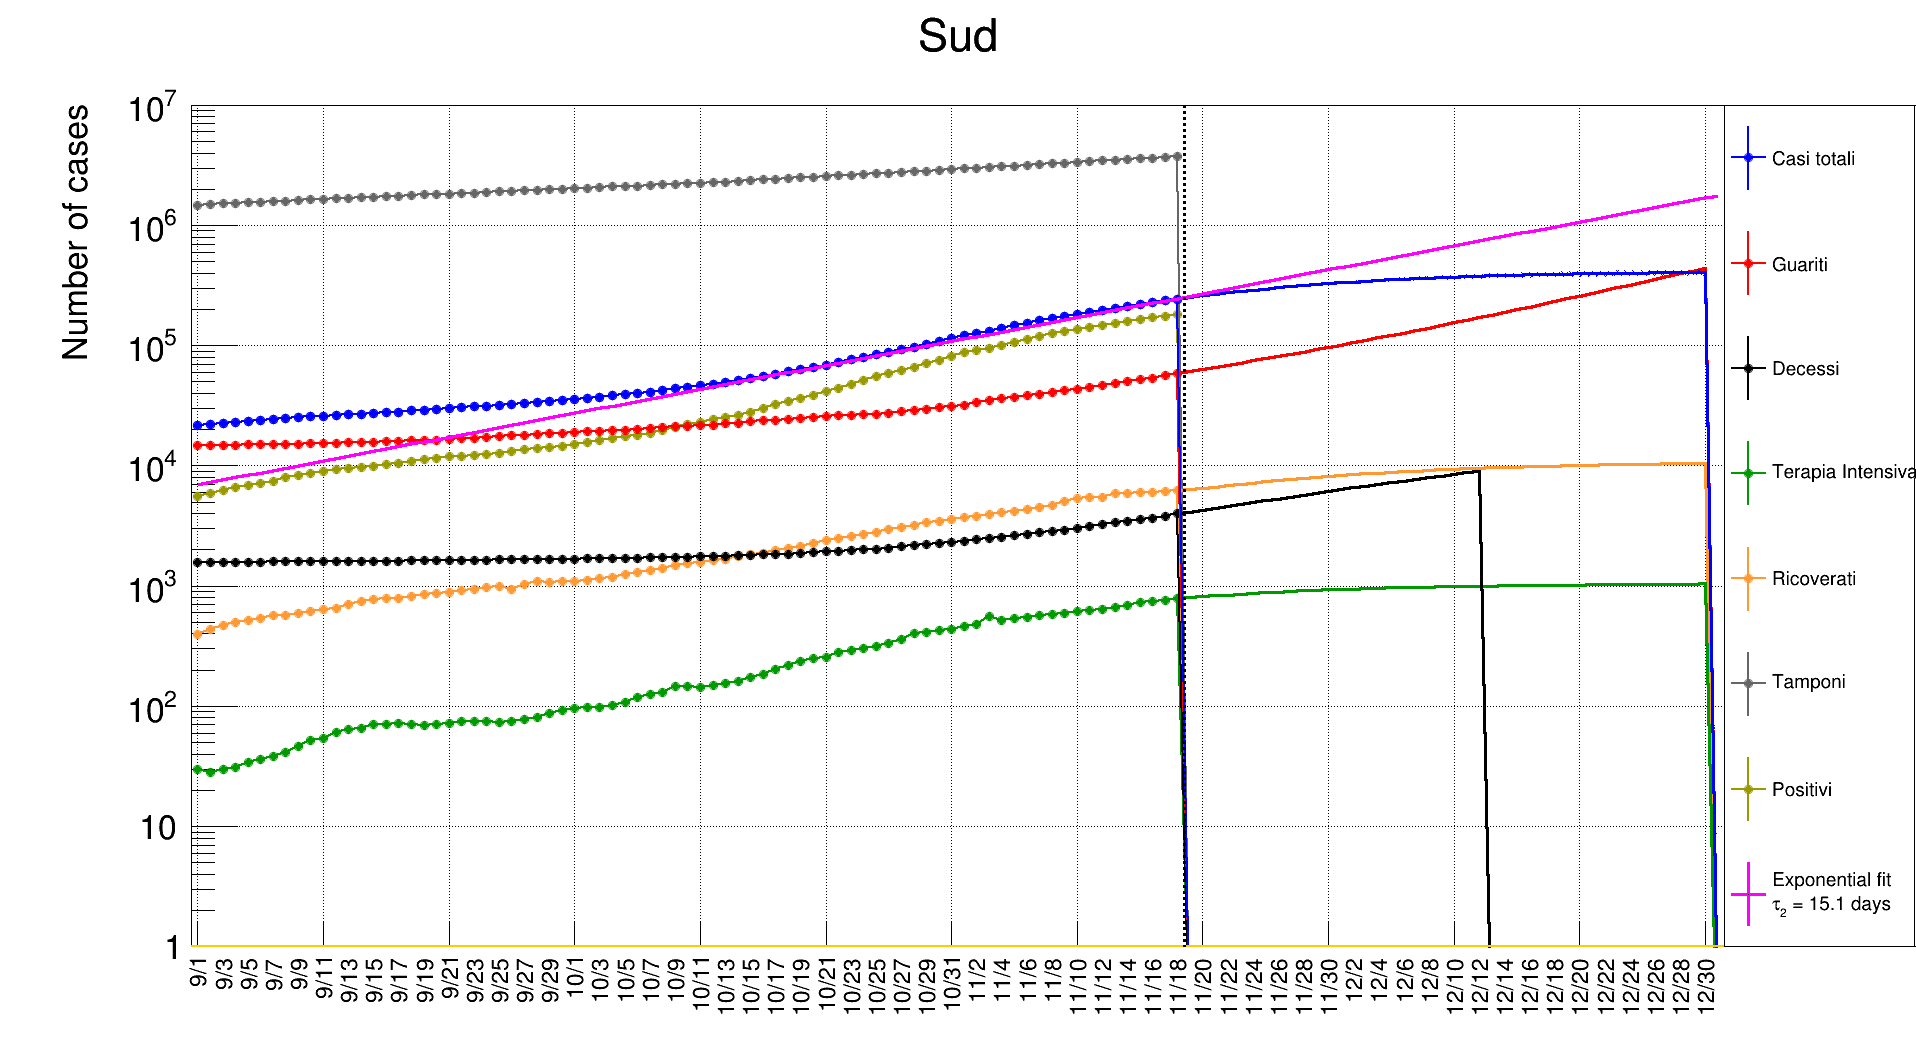 Sud
Number of cases
10^7
10^6
10^5
10^4
10^3
10^2
10
1
9/1 9/3 9/5 9/7 9/9 9/11 9/13 9/15 9/17 9/19 9/21 9/23 9/25 9/27 9/29 10/1 10/3 10/5 10/7 10/9 10/11 10/13 10/15 10/17 10/19 10/21 10/23 10/25 10/27 10/29 10/31 11/2 11/4 11/6 11/8 11/10 11/12 11/14 11/16 11/18 11/20 11/22 11/24 11/26 11/28 11/30 12/2 12/4 12/6 12/8 12/10 12/12 12/14 12/16 12/18 12/20 12/22 12/24 12/26 12/28 12/30
Casi totali
Guariti
Decessi
Terapia Intensiva
Ricoverati
Tamponi
Positivi
Exponential fit
τ_2 = 15.1 days